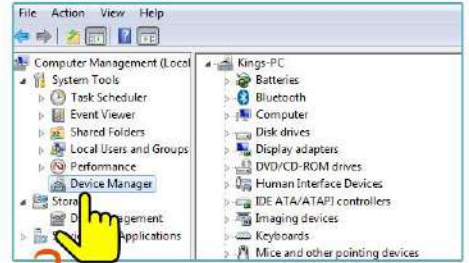 File Action View Help
Computer Management (Local
System Tools
Task Scheduler
Event Viewer
Shared Folders
Local Users and Groups
Performance
Device Manager
Applications
Kings-PC
Batteries
Bluetooth
Computer
Disk drives
Display adapters
DVD/CD-ROM drives
Human Interface Devices
IDE ATA/ATAPI controllers
Imaging devices
Keyboards
Mice and other pointing devices